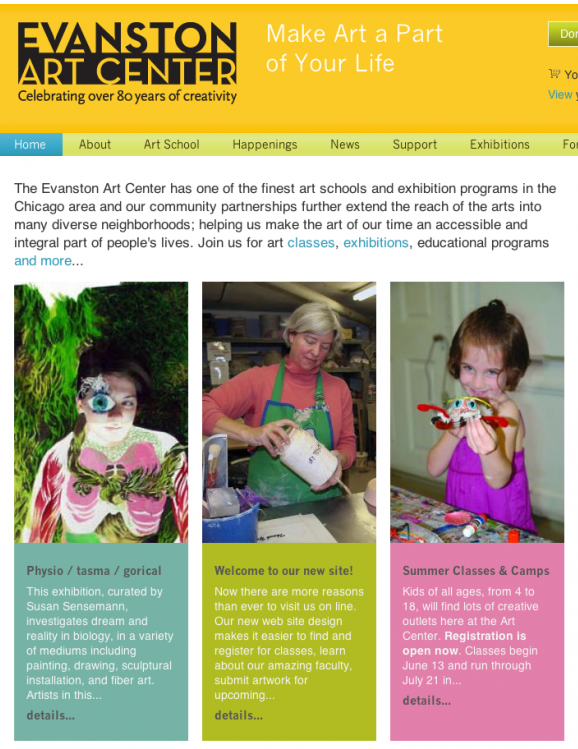 EVANSTON
ART CENTER
Celebrating over 80 years of creativity
Make Art a Part
of Your Life
View
Home About Art School Happenings News Support Exhibitions
The Evanston Art Center has one of the finest art schools and exhibition programs in the
Chicago area and our community partnerships further extend the reach of the arts into
many diverse neighborhoods; helping us make the art of our time an accessible and
integral part of people's lives. Join us for art classes, exhibitions, educational programs
and more...
Physio / tasma / gorical
This exhibition, curated by
Susan Sensemann,
investigates dream and
reality in biology, in a variety
of mediums including
painting, drawing, sculptural
installation, and fiber art.
Artists in this...
details...
Welcome to our new site!
Now there are more reasons
than ever to visit us on line.
Our new web site design
makes it easier to find and
register for classes, learn
about our amazing faculty,
submit artwork for
upcoming...
details...
Summer Classes & Camps
Kids of all ages, from 4 to
18, will find lots of creative
outlets here at the Art
Center. Registration is
open now. Classes begin
June 13 and run through
July 21 in...
details...